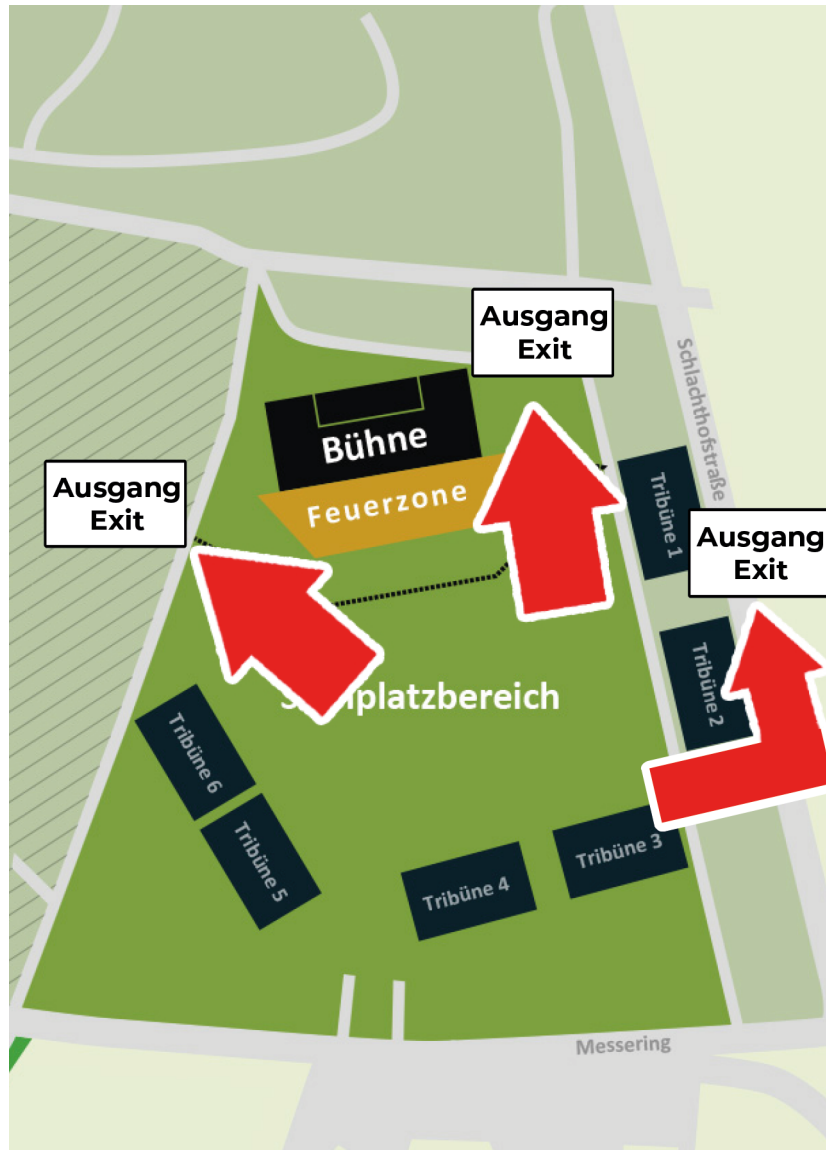 Ausgang
Exit
Schlachthofstraße
Bühne
Feuerzone
Ausgang
Exit
Tribüne 1
Ausgang
Exit
Tribüne 2
Tribüne 6
Tribüne 5
Tribüne 4
Tribüne 3
Messering